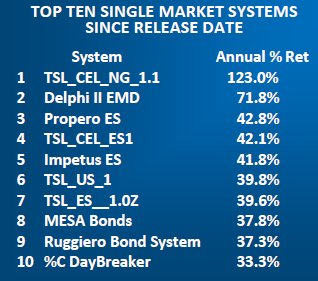 TOP TEN SINGLE MARKET SYSTEMS
SINCE RELEASE DATE
System Annual % Ret
1 TSL_CEL_NG_1.1 123.0%
2 Delphi II EMD 71.8%
3 Propero ES 42.8%
4 TSL_CEL_ES1 42.1%
5 Impetus ES 41.8%
6 TSL_US_1 39.8%
7 TSL_ES__1.0Z 39.6%
8 MESA Bonds 37.8%
9 Ruggiero Bond System 37.3%
10 %C DayBreaker 33.3%